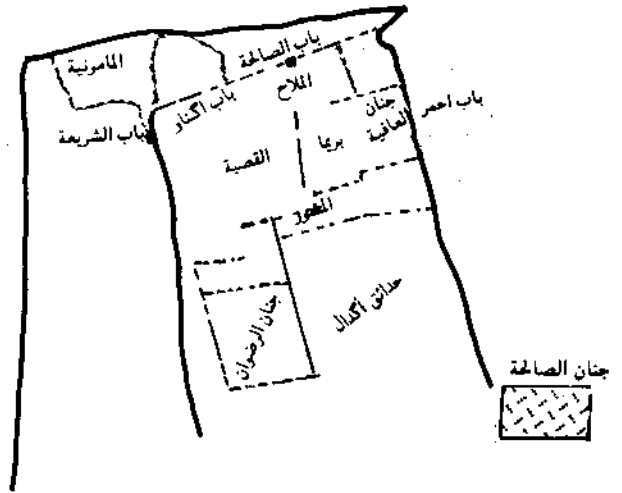 باب الصالحة
المامونية
الملاح
باب اكناو
جنان
العافية
باب احمر
باب الشريعة
بريما
القصبة
المشور
حدائق أكدال
جنان الرضوان
جنان الصالحة